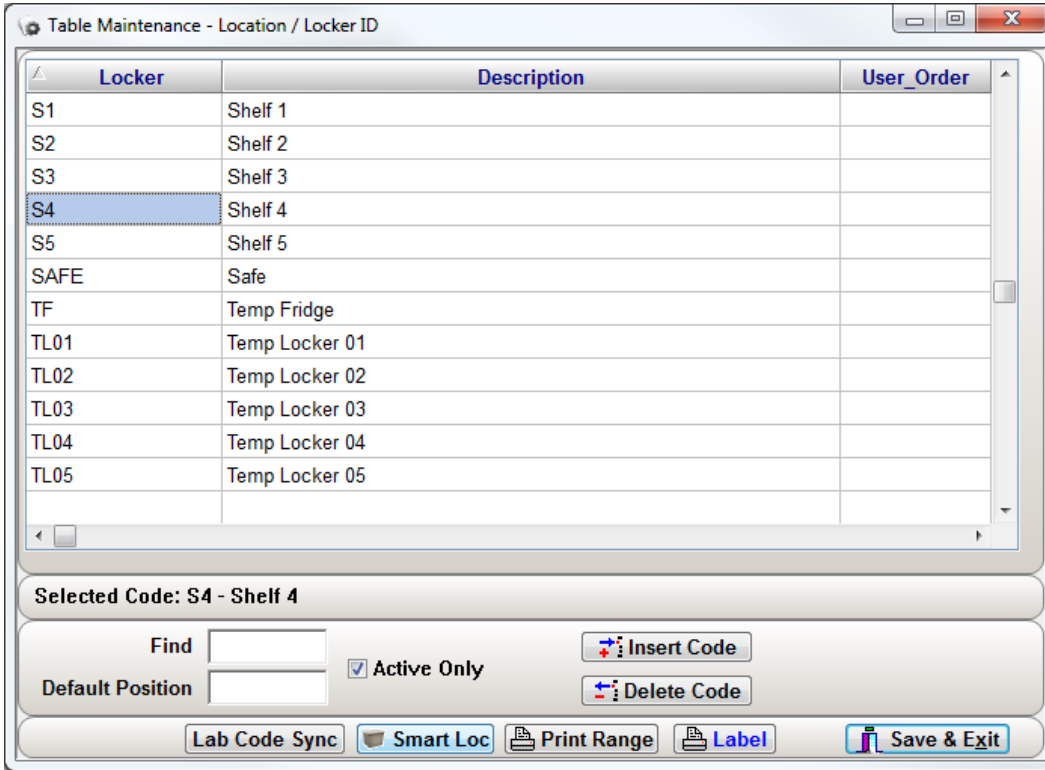 Table Maintenance - Location / Locker ID
Locker Description User_Order
S1 Shelf 1
S2 Shelf 2
S3 Shelf 3
S4 Shelf 4
S5 Shelf 5
SAFE Safe
TF Temp Fridge
TL01 Temp Locker 01
TL02 Temp Locker 02
TL03 Temp Locker 03
TL04 Temp Locker 04
TL05 Temp Locker 05
Selected Code: S4 - Shelf 4
Find Active Only Insert Code
Default Position Delete Code
Lab Code Sync Smart Loc Print Range Label Save & Exit